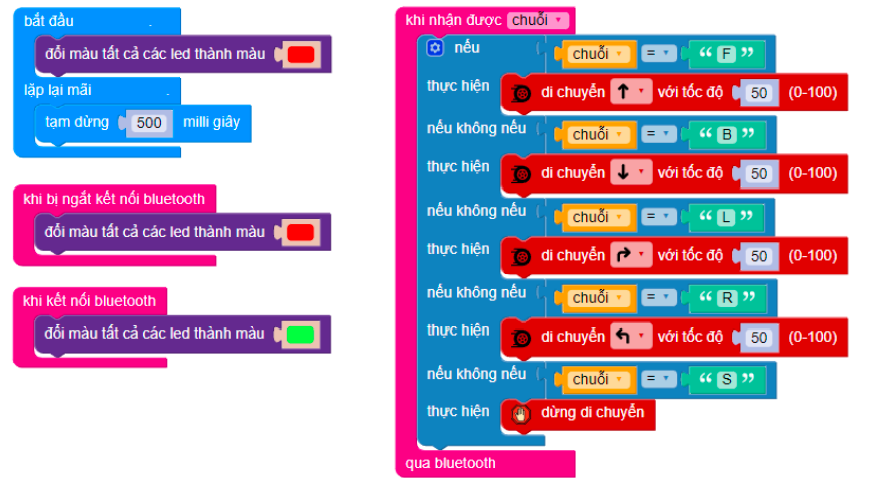 bắt đầu
đổi màu tất cả các led thành màu
lặp lại mãi
tạm dừng 500 milli giây
khi bị ngắt kết nối bluetooth
đổi màu tất cả các led thành màu
khi kết nối bluetooth
đổi màu tất cả các led thành màu
khi nhận được chuỗi
nếu chuỗi = “ F ”
thực hiện di chuyển ↑ với tốc độ 50 (0-100)
nếu không nếu chuỗi = “ B ”
thực hiện di chuyển ↓ với tốc độ 50 (0-100)
nếu không nếu chuỗi = “ L ”
thực hiện di chuyển ↱ với tốc độ 50 (0-100)
nếu không nếu chuỗi = “ R ”
thực hiện di chuyển ↰ với tốc độ 50 (0-100)
nếu không nếu chuỗi = “ S ”
thực hiện dừng di chuyển
qua bluetooth